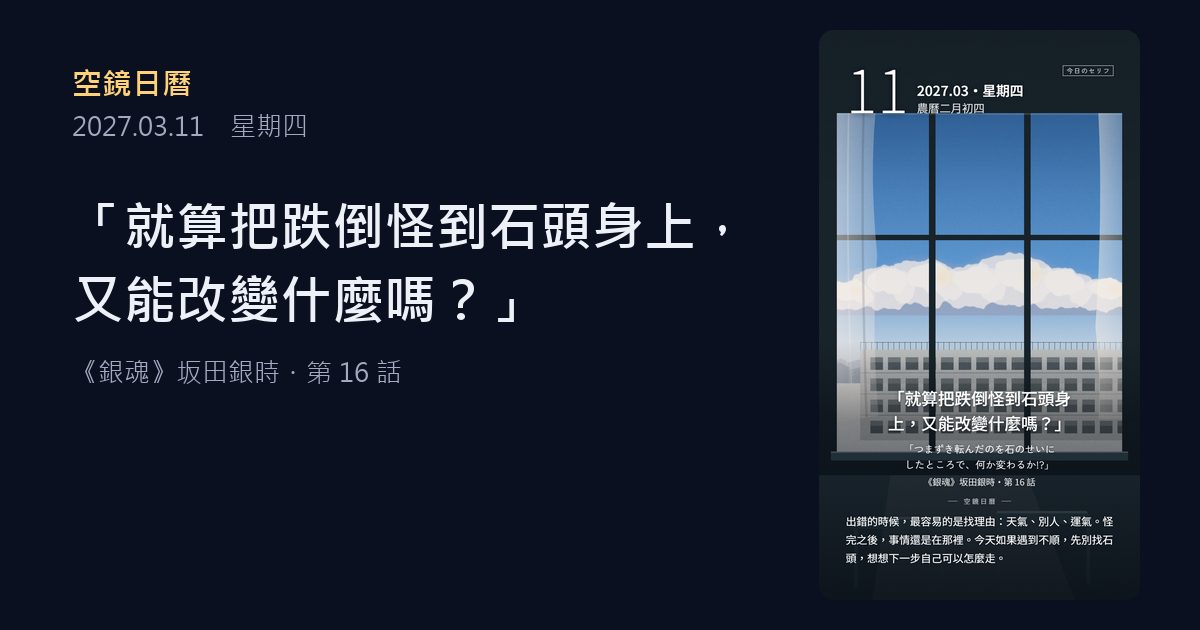 空鏡日曆
2027.03.11 星期四
「就算把跌倒怪到石頭身上，
又能改變什麼嗎？」
《銀魂》坂田銀時・第 16 話
今日のセリフ
11
2027.03・星期四
農曆二月初四
「就算把跌倒怪到石頭身
上，又能改變什麼嗎？」
「つまずき転んだのを石のせいに
したところで、何か変わるか!?」
《銀魂》坂田銀時・第 16 話
— 空鏡日曆 —
出錯的時候，最容易的是找理由：天氣、別人、運氣。怪
完之後，事情還是在那裡。今天如果遇到不順，先別找石
頭，想想下一步自己可以怎麼走。